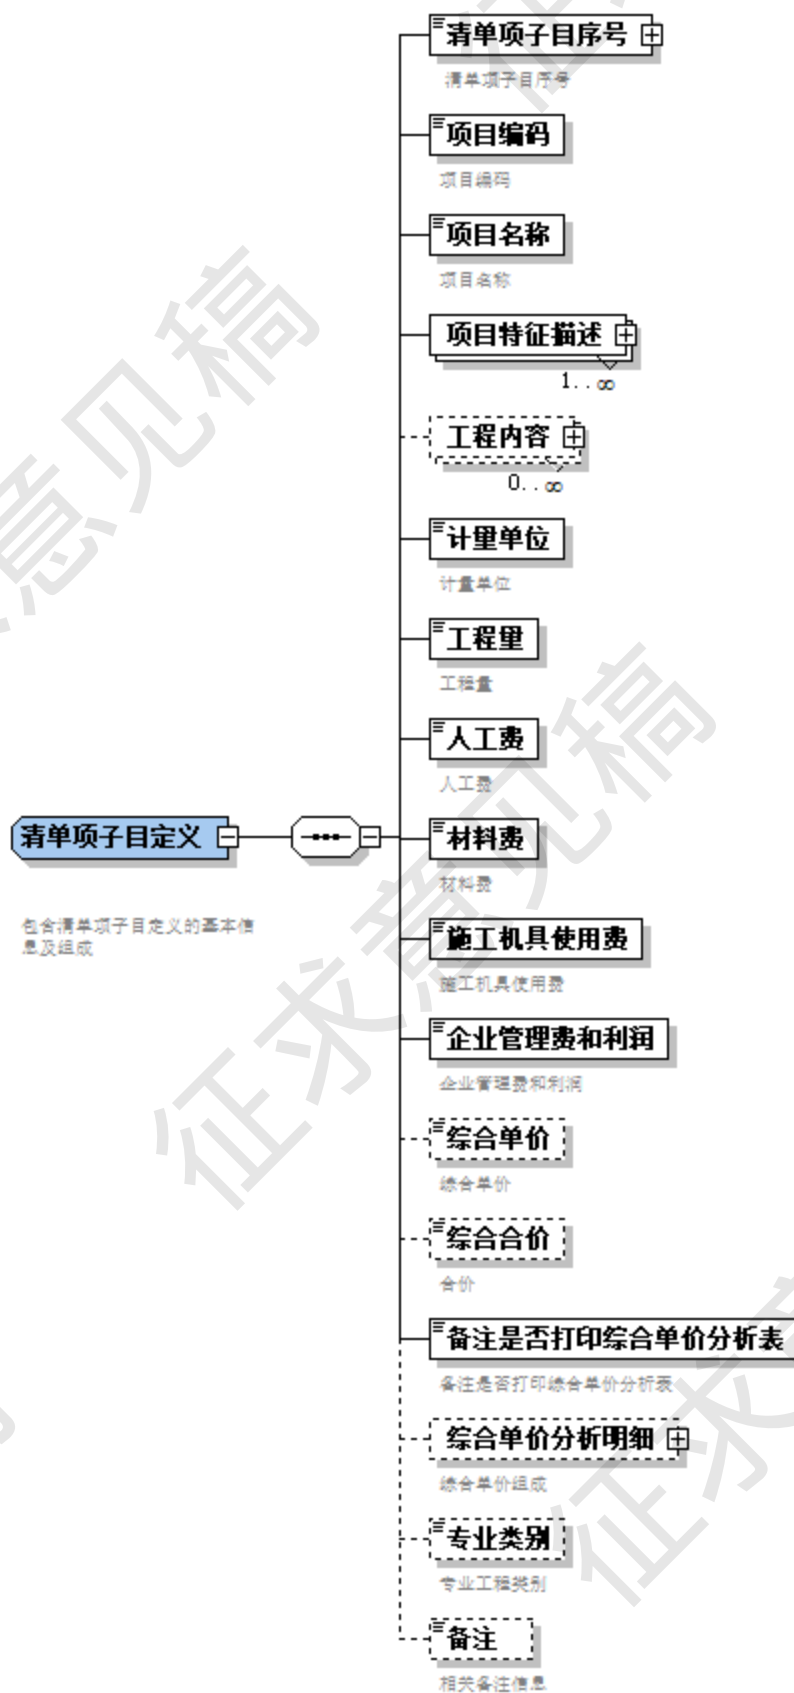 清单项子目序号
清单项子目序号
项目编码
项目编码
项目名称
项目名称
项目特征描述
1..∞
工程内容
0..∞
计量单位
计量单位
工程量
工程量
人工费
人工费
清单项子目定义
包含清单项子目定义的基本信
息及组成
材料费
材料费
施工机具使用费
施工机具使用费
企业管理费和利润
企业管理费和利润
综合单价
综合单价
综合合价
合价
备注是否打印综合单价分析表
备注是否打印综合单价分析表
综合单价分析明细
综合单价组成
专业类别
专业工程类别
备注
相关备注信息
征求意见稿